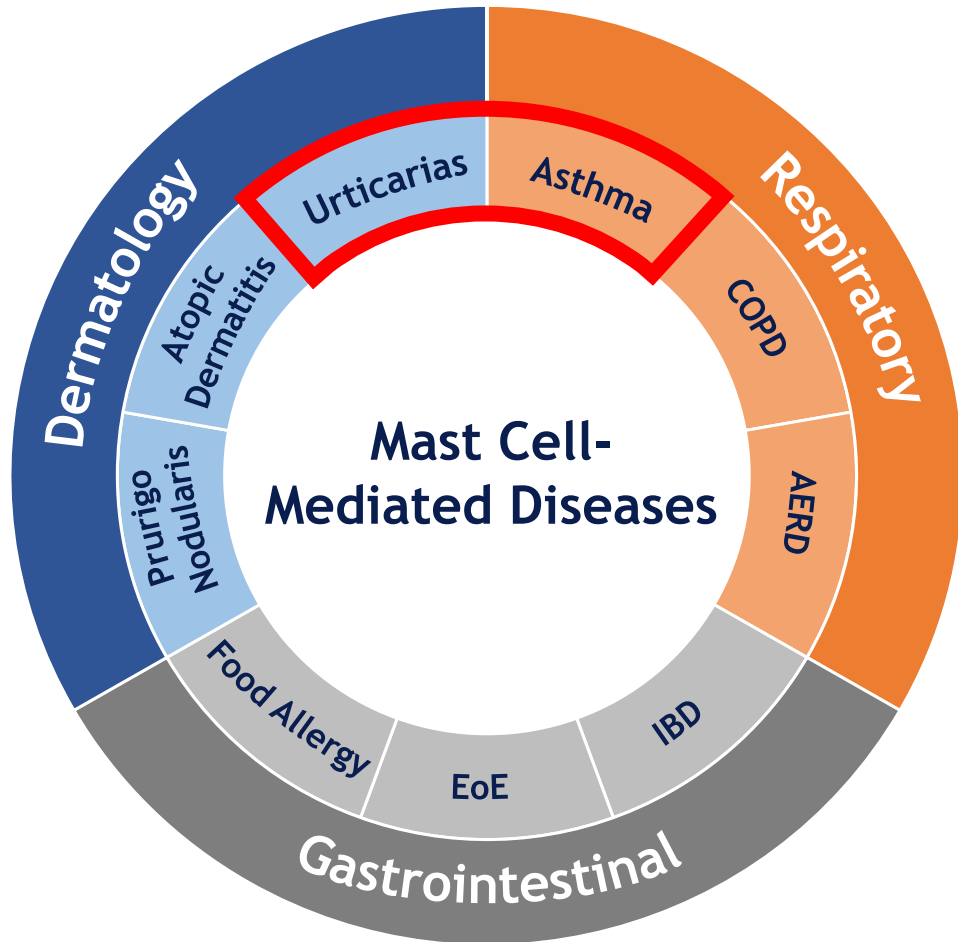 Dermatology
Respiratory
Gastrointestinal
Urticarias
Asthma
COPD
AERD
IBD
EoE
Food Allergy
Prurigo
Nodularis
Atopic
Dermatitis
Mast Cell-
Mediated Diseases